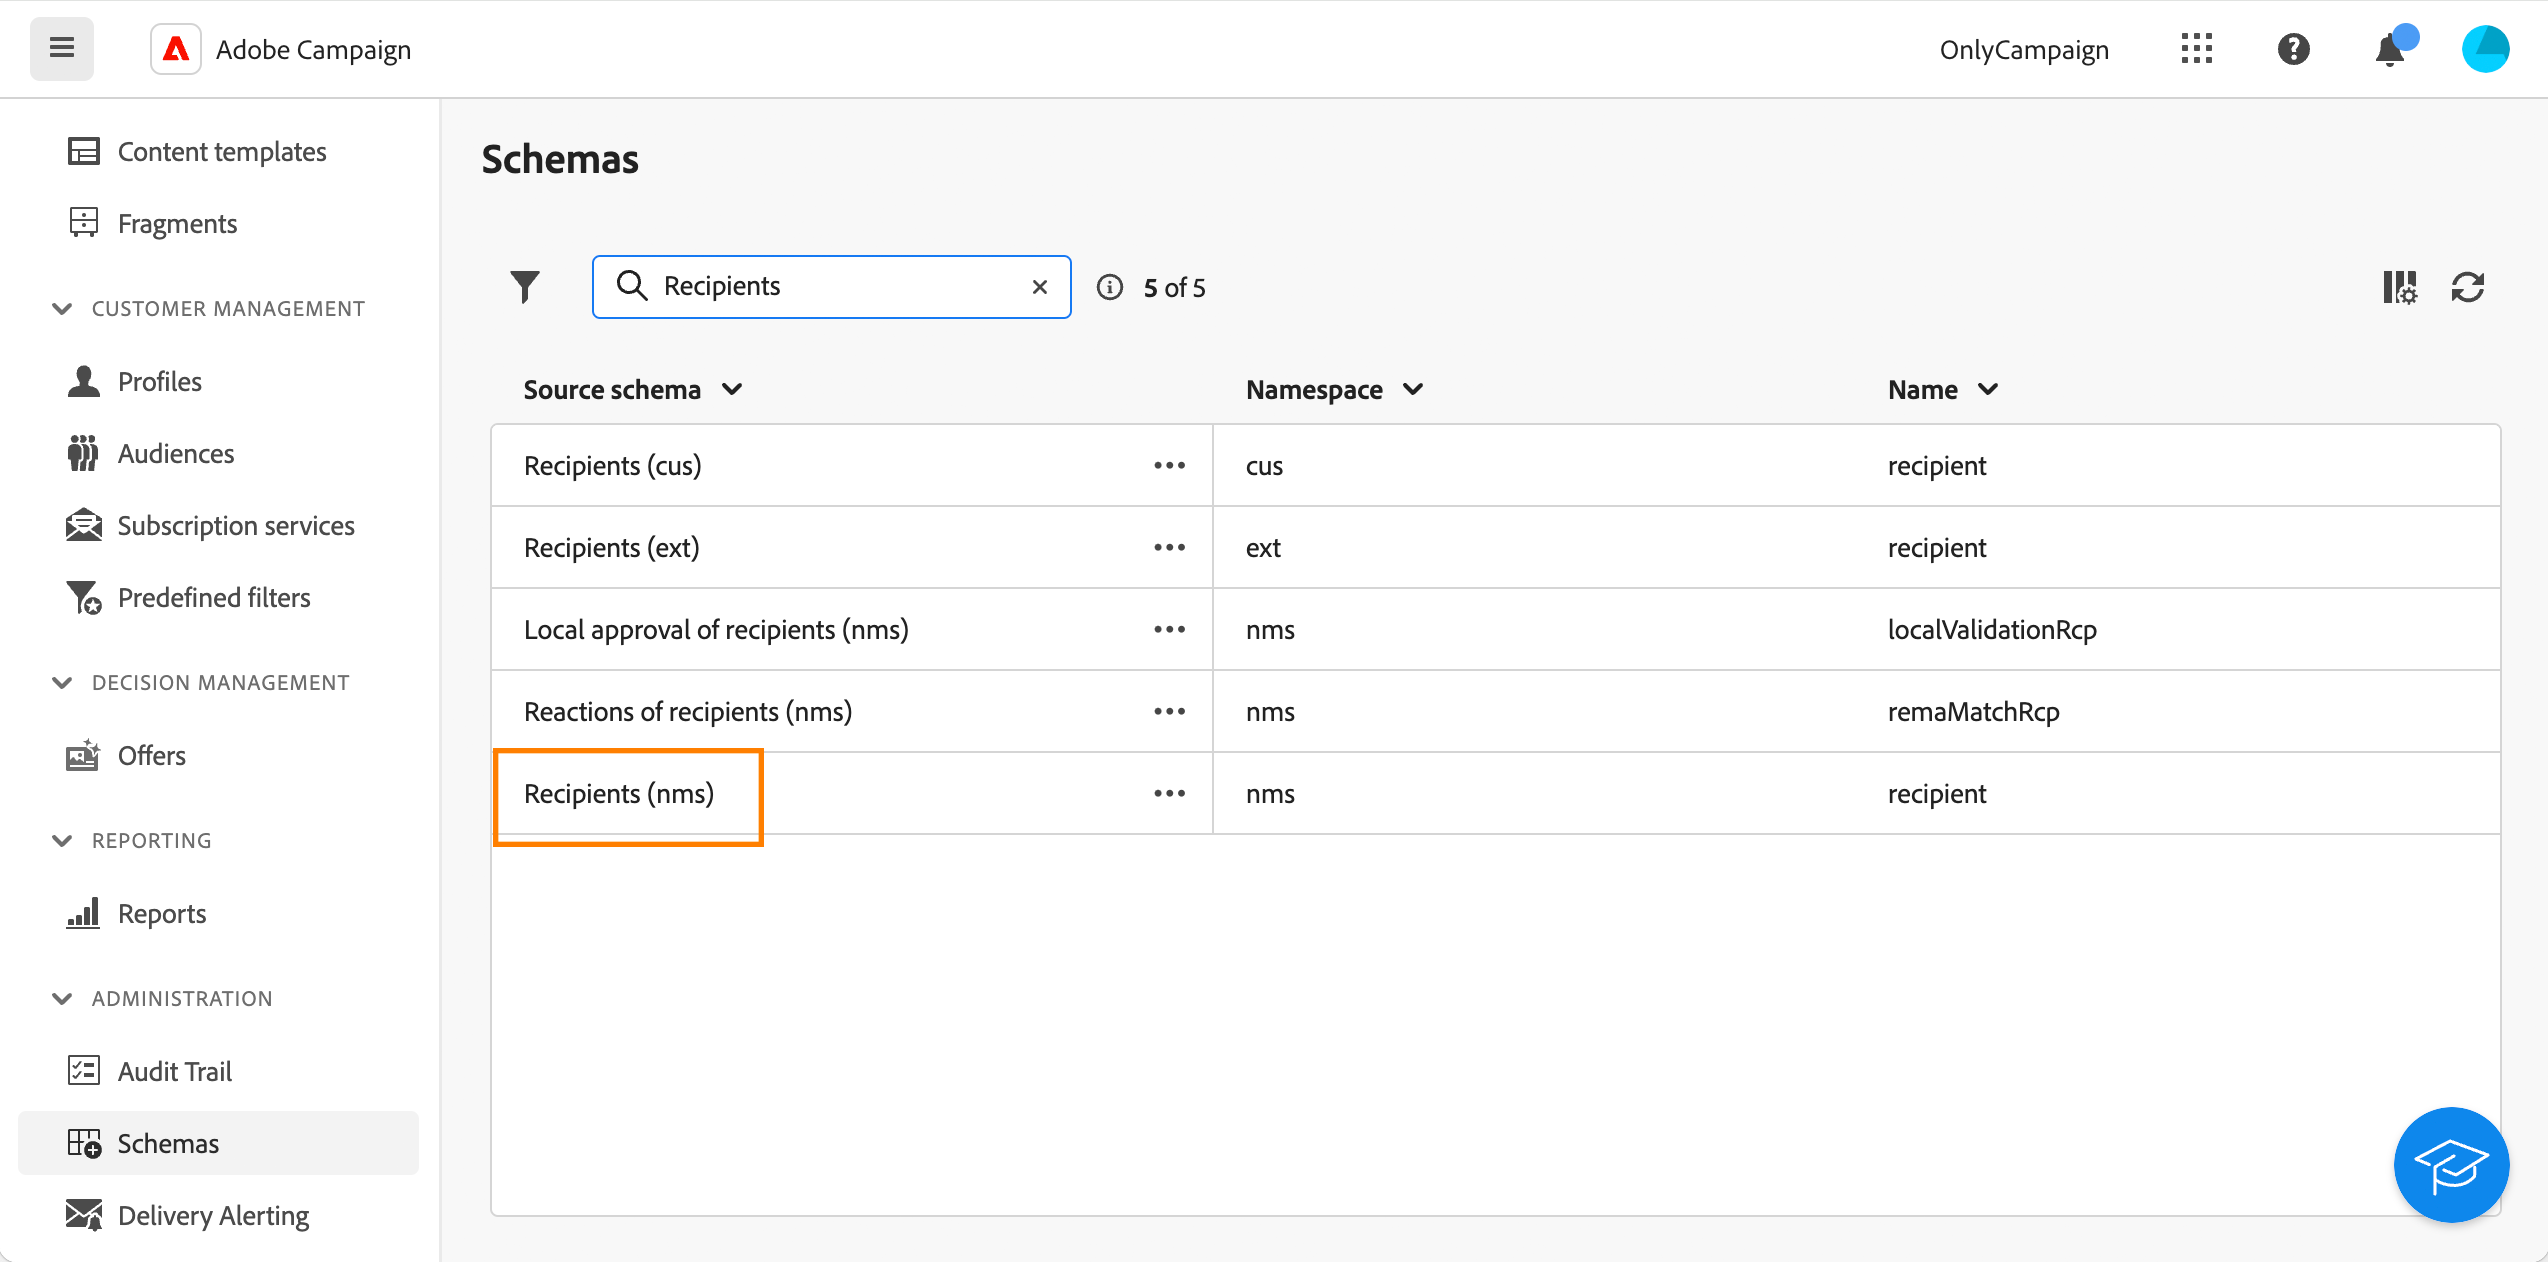 Adobe Campaign
OnlyCampaign
Content templates
Fragments
CUSTOMER MANAGEMENT
Profiles
Audiences
Subscription services
Predefined filters
DECISION MANAGEMENT
Offers
REPORTING
Reports
ADMINISTRATION
Audit Trail
Schemas
Delivery Alerting
Schemas
Recipients
5 of 5
Source schema Namespace Name
Recipients (cus) cus recipient
Recipients (ext) ext recipient
Local approval of recipients (nms) nms localValidationRcp
Reactions of recipients (nms) nms remaMatchRcp
Recipients (nms) nms recipient